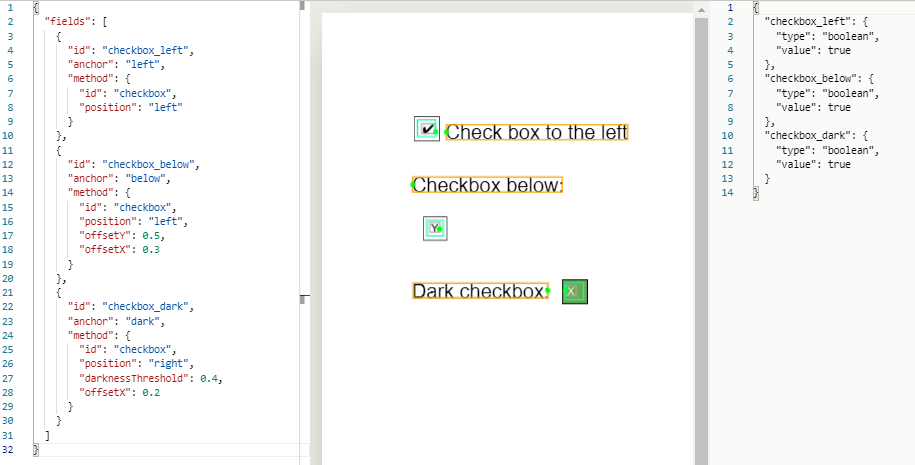 1 {
2 "fields": [
3 {
4 "id": "checkbox_left",
5 "anchor": "left",
6 "method": {
7 "id": "checkbox",
8 "position": "left"
9 }
10 },
11 {
12 "id": "checkbox_below",
13 "anchor": "below",
14 "method": {
15 "id": "checkbox",
16 "position": "left",
17 "offsetY": 0.5,
18 "offsetX": 0.3
19 }
20 },
21 {
22 "id": "checkbox_dark",
23 "anchor": "dark",
24 "method": {
25 "id": "checkbox",
26 "position": "right",
27 "darknessThreshold": 0.4,
28 "offsetX": 0.2
29 }
30 }
31 ]
32 }
✔ Check box to the left
Checkbox below:
Y
Dark checkbox: X
1 {
2 "checkbox_left": {
3 "type": "boolean",
4 "value": true
5 },
6 "checkbox_below": {
7 "type": "boolean",
8 "value": true
9 },
10 "checkbox_dark": {
11 "type": "boolean",
12 "value": true
13 }
14 }